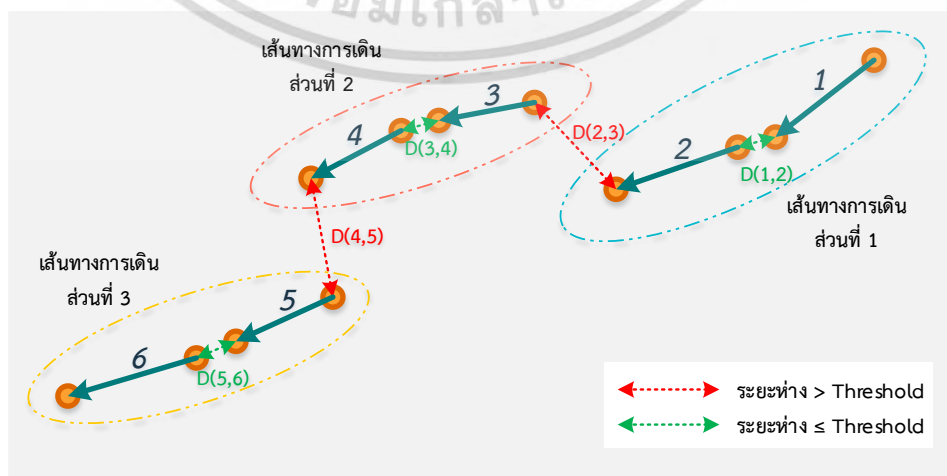 เส้นทางการเดิน
ส่วนที่ 2
1
3
4
D(3,4)
D(2,3)
2
D(1,2)
เส้นทางการเดิน
ส่วนที่ 1
D(4,5)
เส้นทางการเดิน
ส่วนที่ 3
5
6
D(5,6)
ระยะห่าง > Threshold
ระยะห่าง ≤ Threshold